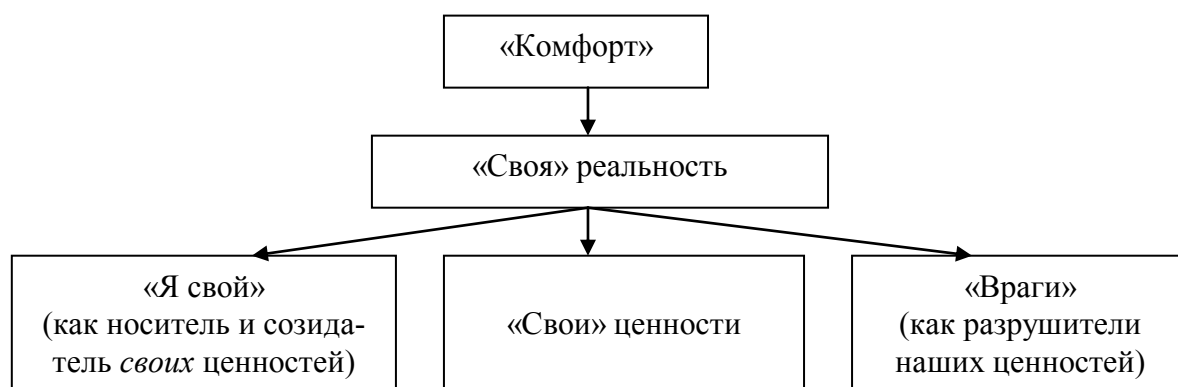 «Комфорт»
«Своя» реальность
«Я свой»
(как носитель и созида-
тель своих ценностей)
«Свои» ценности
«Враги»
(как разрушители
наших ценностей)